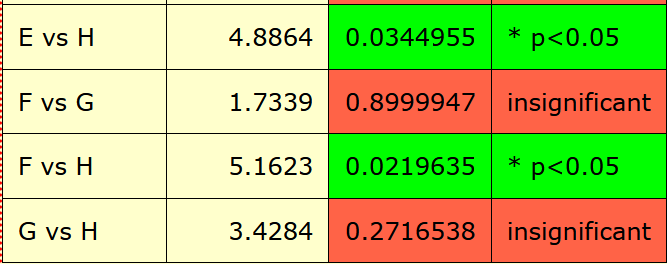 E vs H 4.8864 0.0344955 * p<0.05
F vs G 1.7339 0.8999947 insignificant
F vs H 5.1623 0.0219635 * p<0.05
G vs H 3.4284 0.2716538 insignificant